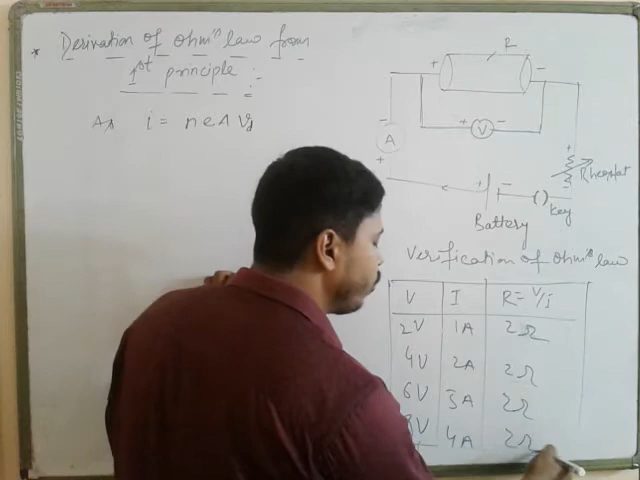 * Derivation of ohm's law from
1st principle :-
As i = n e A Vd
R
+ -
+ V -
-
A
+
+
Rheostat
-
+ -
Battery
( )
Key
Verification of ohm's law
V I R = V/i
2V 1A 2Ω
4V 2A 2Ω
6V 3A 2Ω
8V 4A 2Ω